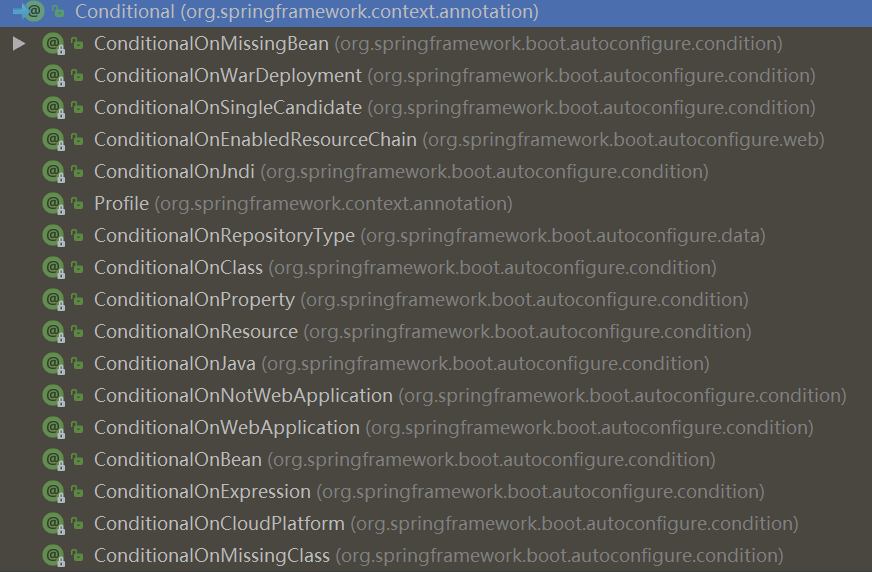 Conditional (org.springframework.context.annotation)
ConditionalOnMissingBean (org.springframework.boot.autoconfigure.condition)
ConditionalOnWarDeployment (org.springframework.boot.autoconfigure.condition)
ConditionalOnSingleCandidate (org.springframework.boot.autoconfigure.condition)
ConditionalOnEnabledResourceChain (org.springframework.boot.autoconfigure.web)
ConditionalOnJndi (org.springframework.boot.autoconfigure.condition)
Profile (org.springframework.context.annotation)
ConditionalOnRepositoryType (org.springframework.boot.autoconfigure.data)
ConditionalOnClass (org.springframework.boot.autoconfigure.condition)
ConditionalOnProperty (org.springframework.boot.autoconfigure.condition)
ConditionalOnResource (org.springframework.boot.autoconfigure.condition)
ConditionalOnJava (org.springframework.boot.autoconfigure.condition)
ConditionalOnNotWebApplication (org.springframework.boot.autoconfigure.condition)
ConditionalOnWebApplication (org.springframework.boot.autoconfigure.condition)
ConditionalOnBean (org.springframework.boot.autoconfigure.condition)
ConditionalOnExpression (org.springframework.boot.autoconfigure.condition)
ConditionalOnCloudPlatform (org.springframework.boot.autoconfigure.condition)
ConditionalOnMissingClass (org.springframework.boot.autoconfigure.condition)